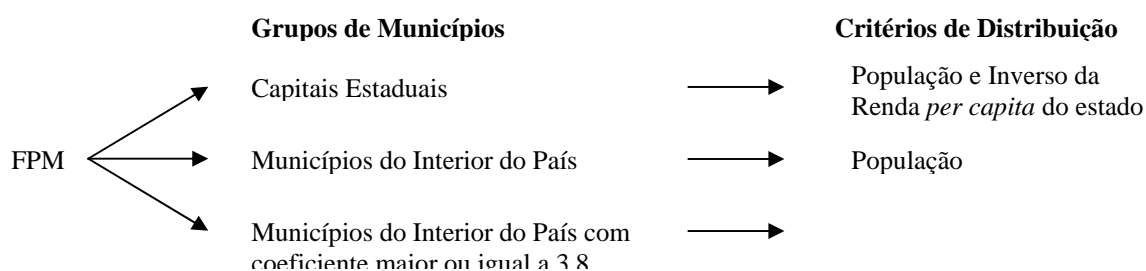 Grupos de Municípios
Critérios de Distribuição
Capitais Estaduais
População e Inverso da
Renda per capita do estado
FPM
Municípios do Interior do País
População
Municípios do Interior do País com
coeficiente maior ou igual a 3,8